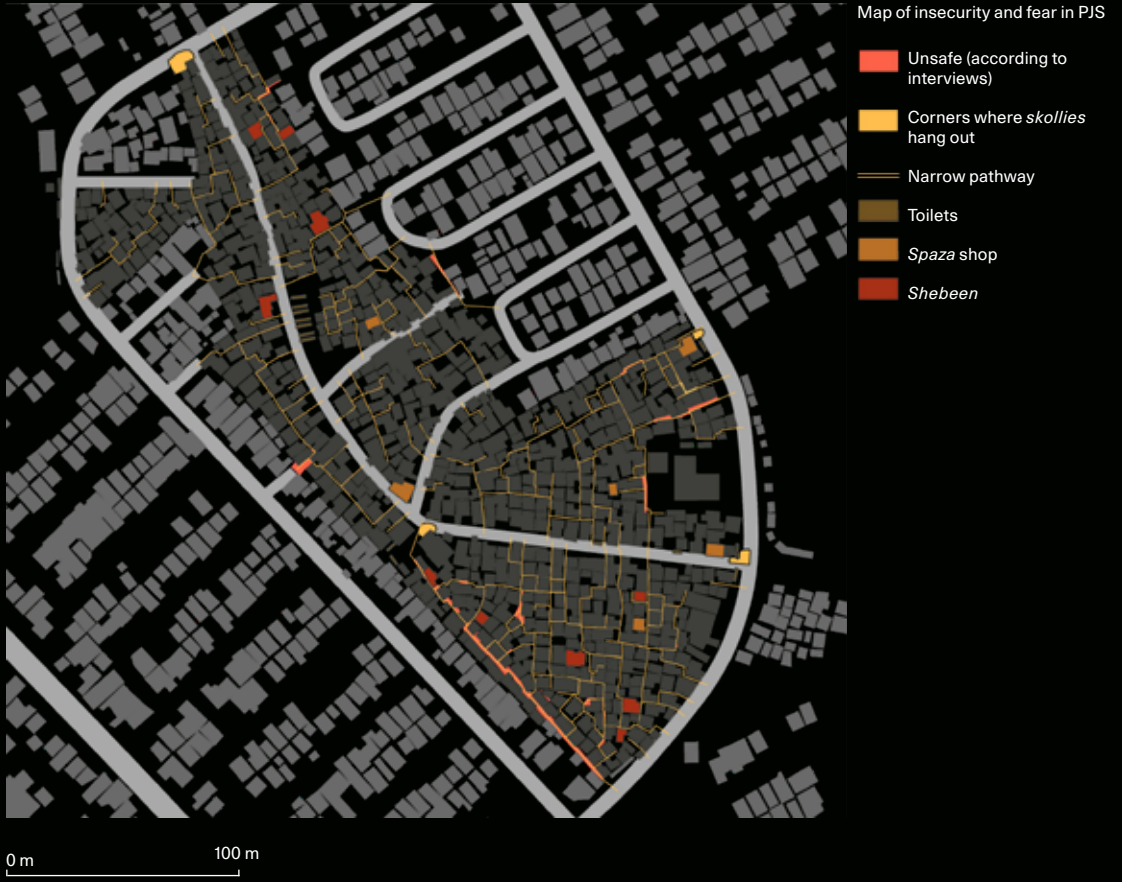 Map of insecurity and fear in PJS
Unsafe (according to
interviews)
Corners where skollies
hang out
Narrow pathway
Toilets
Spaza shop
Shebeen
0 m
100 m